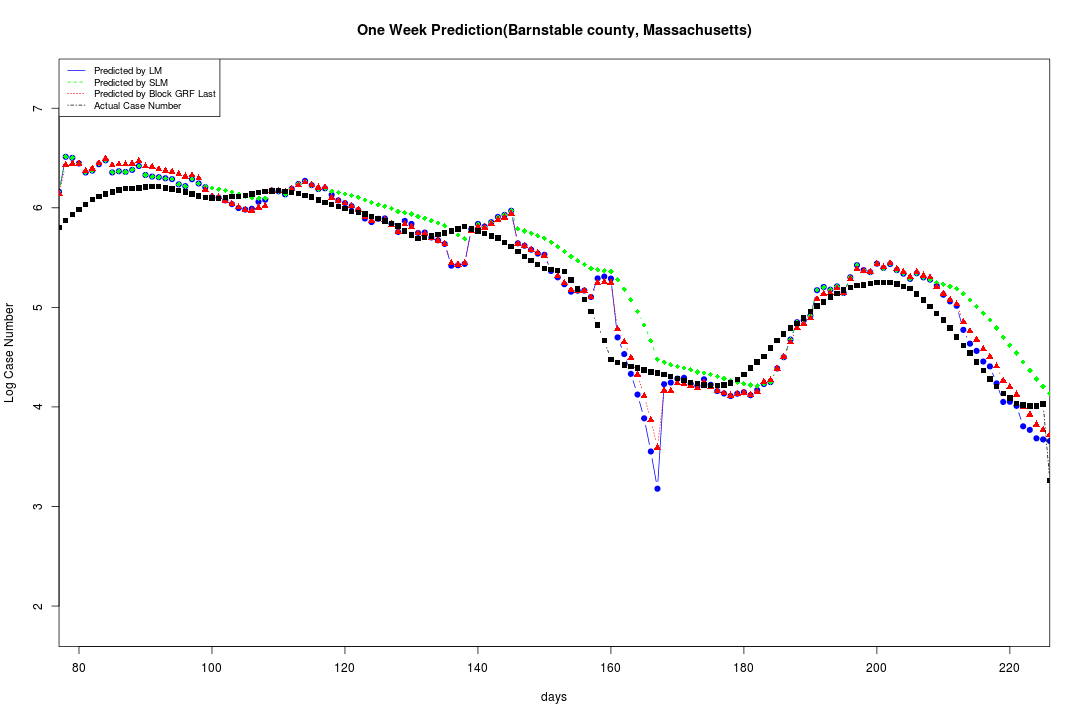 One Week Prediction(Barnstable county, Massachusetts)
Predicted by LM
Predicted by SLM
Predicted by Block GRF Last
Actual Case Number
Log Case Number
7
6
5
4
3
2
80 100 120 140 160 180 200 220
days